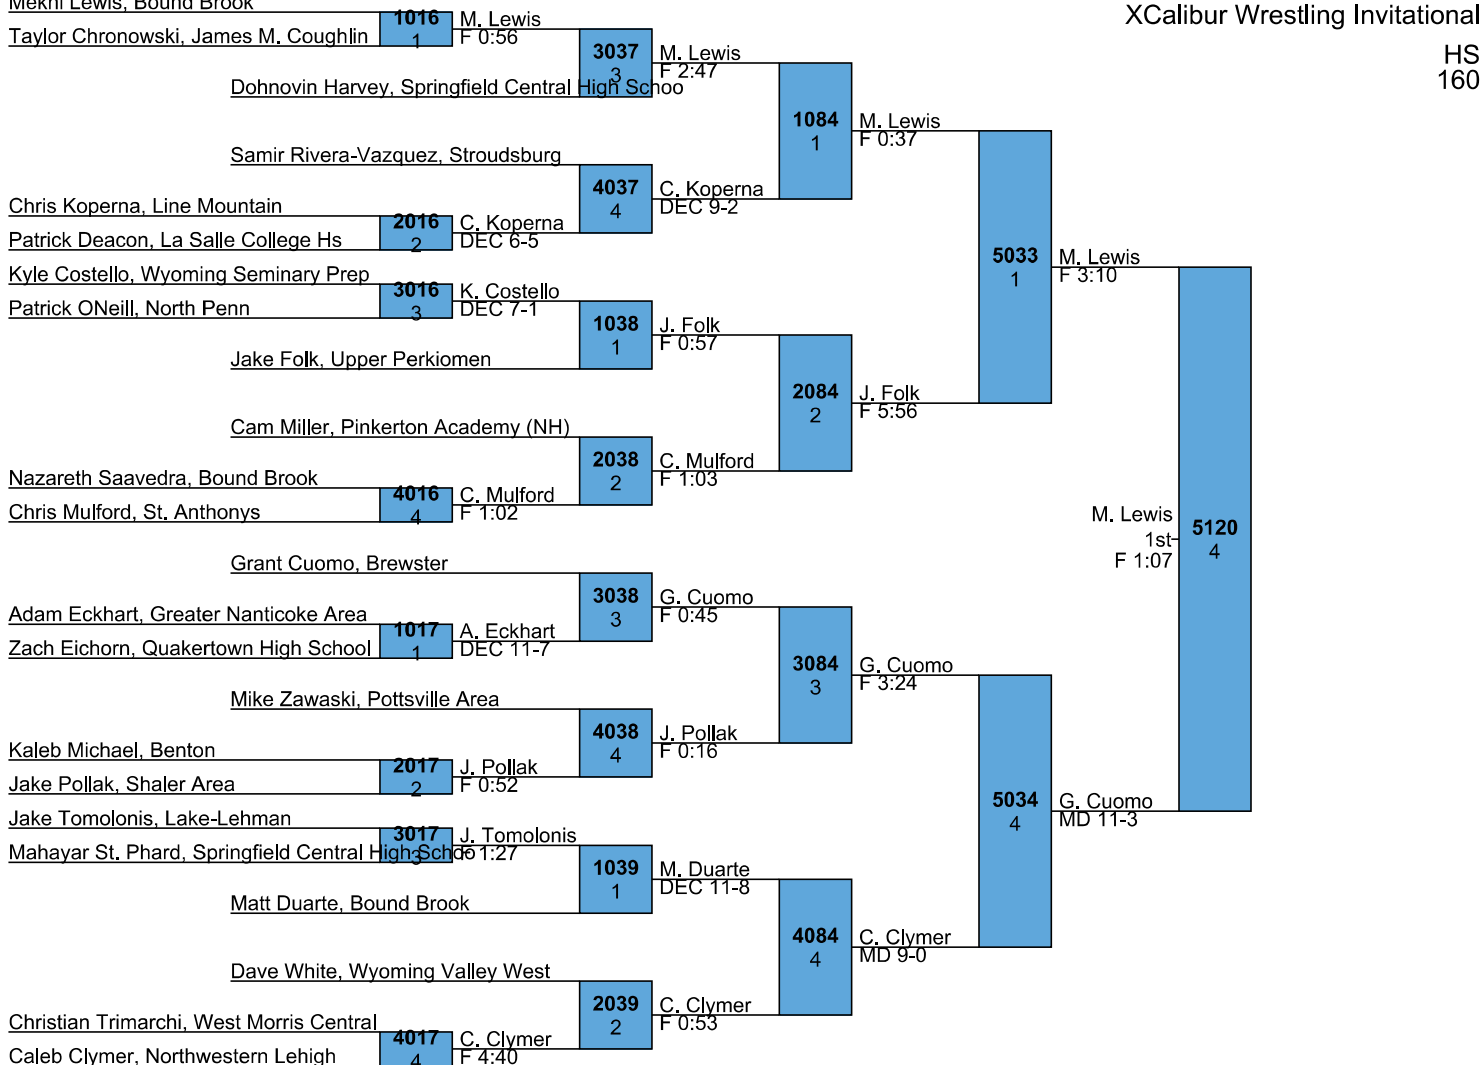 XCalibur Wrestling Invitational
HS
160
Mekhi Lewis, Bound Brook
1016
M. Lewis
Taylor Chronowski, James M. Coughlin
1
F 0:56
3037
3
M. Lewis
F 2:47
Dohnovin Harvey, Springfield Central High Schoo
1084
1
M. Lewis
F 0:37
Samir Rivera-Vazquez, Stroudsburg
4037
4
C. Koperna
DEC 9-2
Chris Koperna, Line Mountain
2016
C. Koperna
Patrick Deacon, La Salle College Hs
2
DEC 6-5
5033
1
M. Lewis
F 3:10
Kyle Costello, Wyoming Seminary Prep
3016
K. Costello
Patrick ONeill, North Penn
3
DEC 7-1
1038
1
J. Folk
F 0:57
Jake Folk, Upper Perkiomen
2084
2
J. Folk
F 5:56
Cam Miller, Pinkerton Academy (NH)
2038
2
C. Mulford
F 1:03
Nazareth Saavedra, Bound Brook
4016
C. Mulford
Chris Mulford, St. Anthonys
4
F 1:02
M. Lewis
1st
F 1:07
5120
4
Grant Cuomo, Brewster
3038
3
G. Cuomo
F 0:45
Adam Eckhart, Greater Nanticoke Area
1017
A. Eckhart
Zach Eichorn, Quakertown High School
1
DEC 11-7
3084
3
G. Cuomo
F 3:24
Mike Zawaski, Pottsville Area
4038
4
J. Pollak
F 0:16
Kaleb Michael, Benton
2017
J. Pollak
Jake Pollak, Shaler Area
2
F 0:52
5034
4
G. Cuomo
MD 11-3
Jake Tomolonis, Lake-Lehman
3017
J. Tomolonis
Mahayar St. Phard, Springfield Central High Schoo
3
F 1:27
1039
1
M. Duarte
DEC 11-8
Matt Duarte, Bound Brook
4084
4
C. Clymer
MD 9-0
Dave White, Wyoming Valley West
2039
2
C. Clymer
F 0:53
Christian Trimarchi, West Morris Central
4017
C. Clymer
Caleb Clymer, Northwestern Lehigh
4
F 4:40